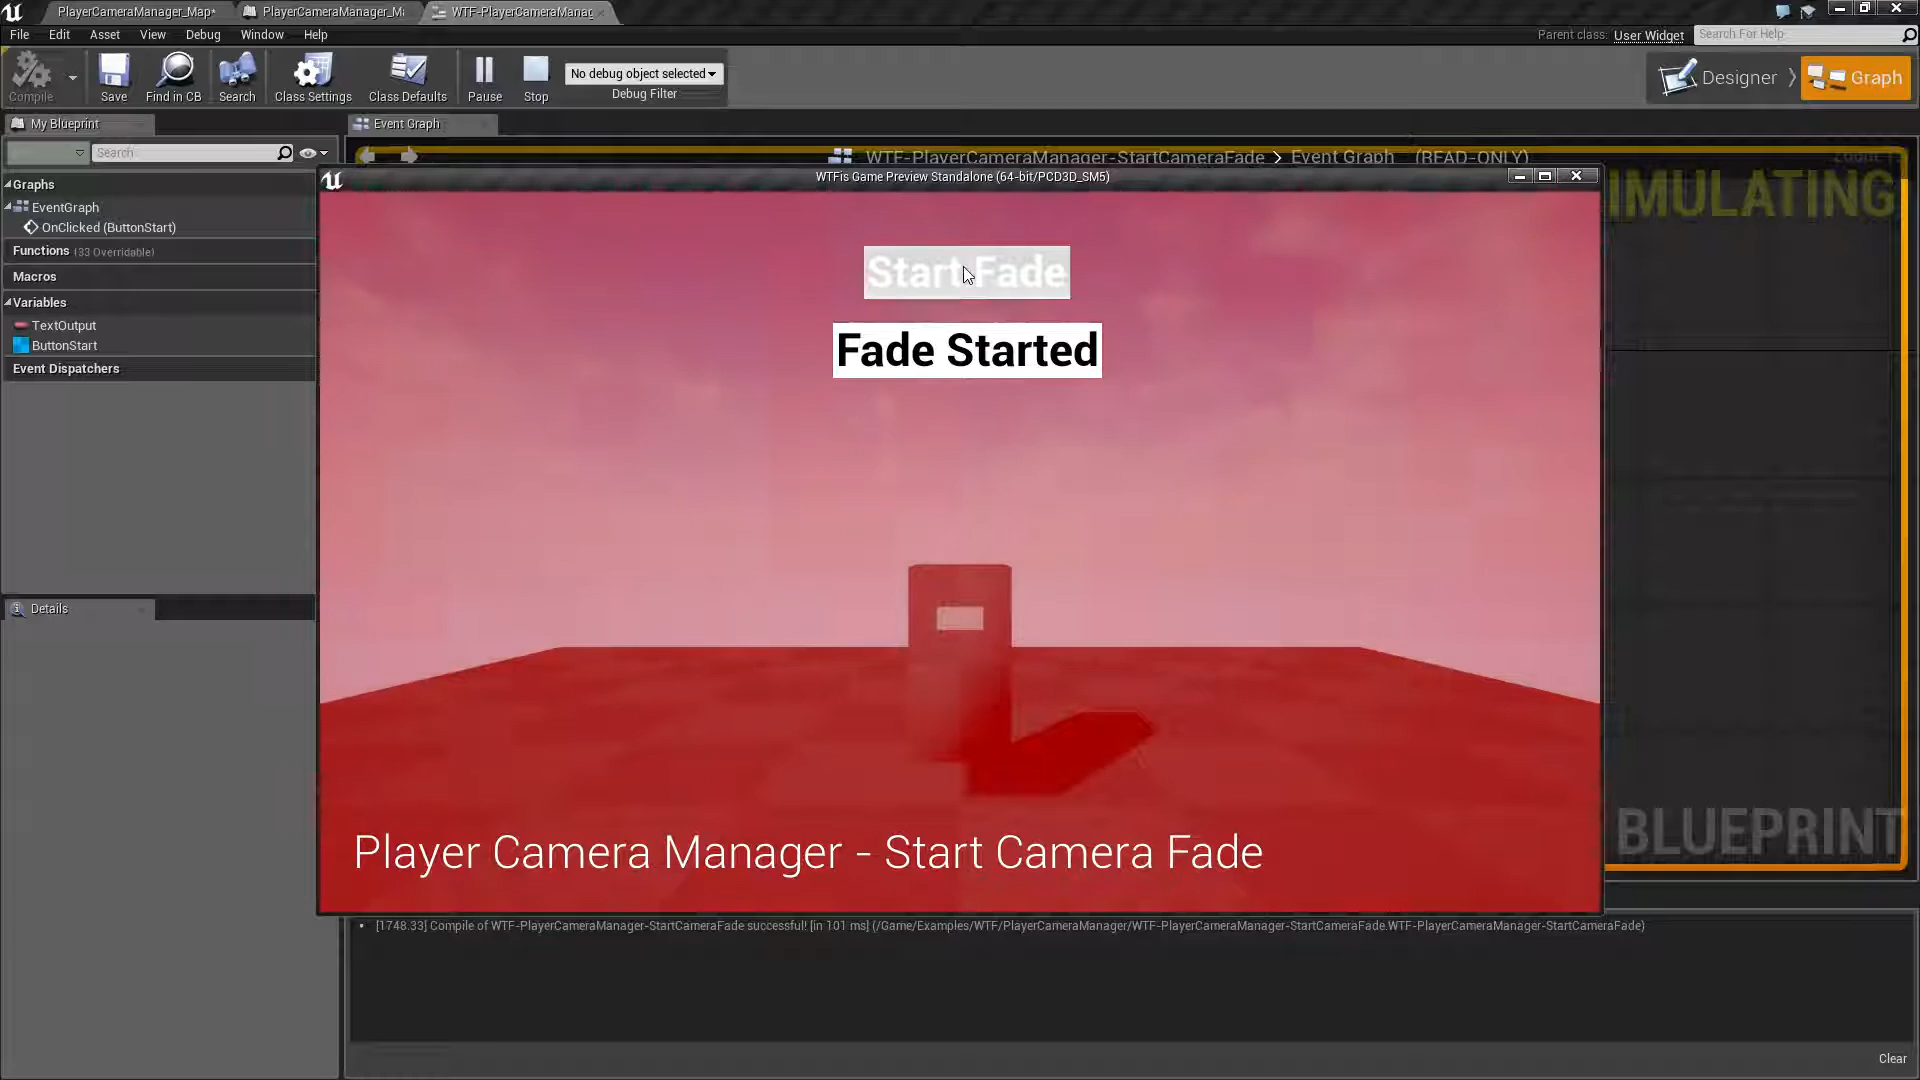 PlayerCameraManager_Map*
PlayerCameraManager_Ma
WTF-PlayerCameraManag
File Edit Asset View Debug Window Help
Parent class: User Widget
Search For Help
Compile
Save
Find in CB
Search
Class Settings
Class Defaults
Pause
Stop
No debug object selected
Debug Filter
Designer
Graph
My Blueprint
Event Graph
Search
WTF-PlayerCameraManager-StartCameraFade > Event Graph (READ-ONLY)
WTFis Game Preview Standalone (64-bit/PCD3D_SM5)
IMULATING
Graphs
EventGraph
OnClicked (ButtonStart)
Functions (33 Overridable)
Macros
Variables
TextOutput
ButtonStart
Event Dispatchers
Start Fade
Fade Started
Details
Player Camera Manager - Start Camera Fade
BLUEPRINT
[1748.33] Compile of WTF-PlayerCameraManager-StartCameraFade successful! [in 101 ms] (/Game/Examples/WTF/PlayerCameraManager/WTF-PlayerCameraManager-StartCameraFade.WTF-PlayerCameraManager-StartCameraFade)
Clear